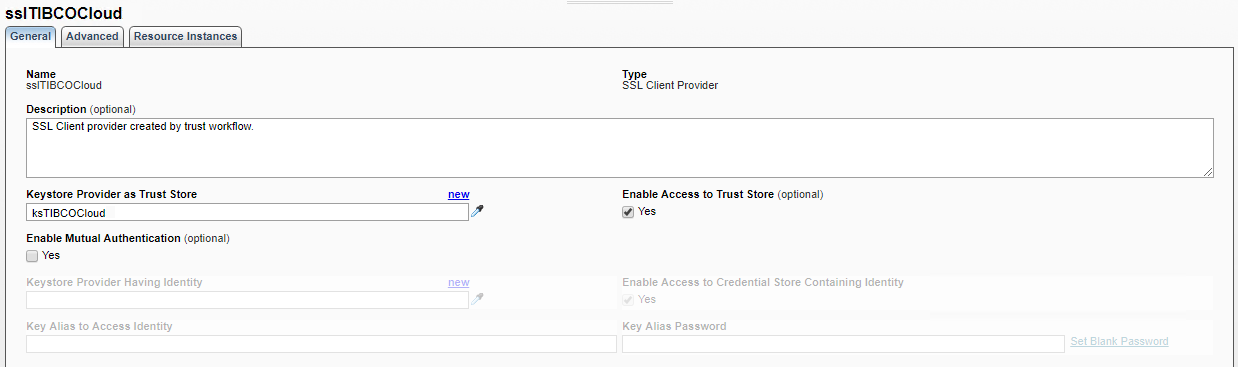 sslTIBCOCloud
General Advanced Resource Instances
Name Type
sslTIBCOCloud SSL Client Provider
Description (optional)
SSL Client provider created by trust workflow.
Keystore Provider as Trust Store new Enable Access to Trust Store (optional)
ksTIBCOCloud Yes
Enable Mutual Authentication (optional)
Yes
Keystore Provider Having Identity new Enable Access to Credential Store Containing Identity
Yes
Key Alias to Access Identity Key Alias Password
Set Blank Password